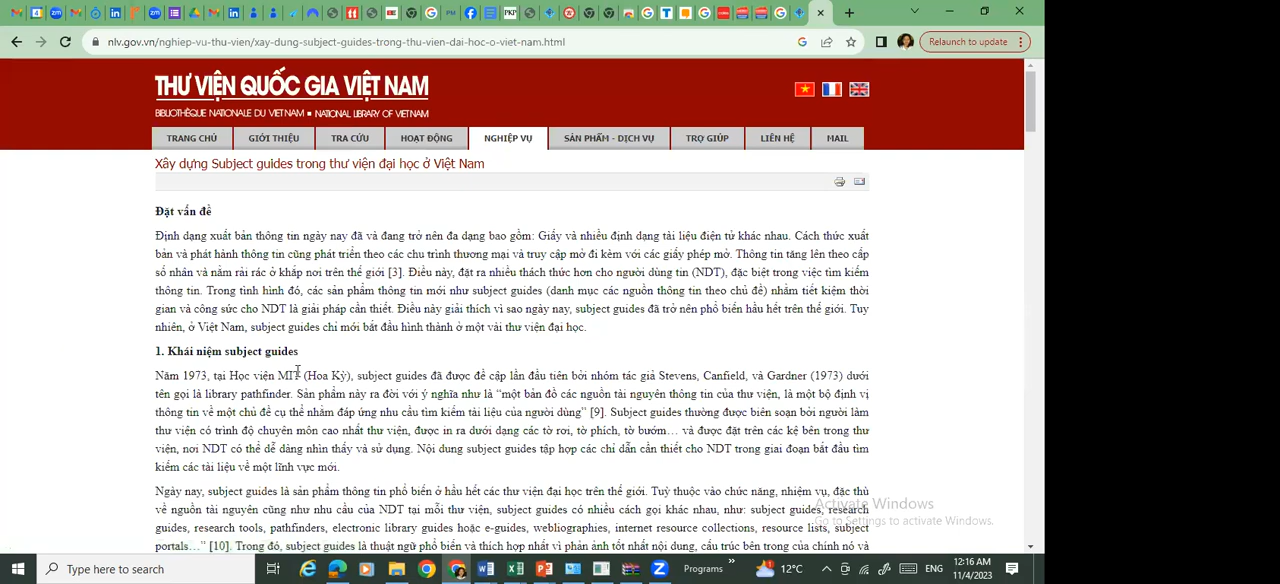 nlv.gov.vn/nghiep-vu-thu-vien/xay-dung-subject-guides-trong-thu-vien-dai-hoc-o-viet-nam.html
Relaunch to update
THƯ VIỆN QUỐC GIA VIỆT NAM
BIBLIOTHÈQUE NATIONALE DU VIETNAM ■ NATIONAL LIBRARY OF VIETNAM
TRANG CHỦ GIỚI THIỆU TRA CỨU HOẠT ĐỘNG NGHIỆP VỤ SẢN PHẨM - DỊCH VỤ TRỢ GIÚP LIÊN HỆ MAIL
Xây dựng Subject guides trong thư viện đại học ở Việt Nam
Đặt vấn đề
Định dạng xuất bản thông tin ngày nay đã và đang trở nên đa dạng bao gồm: Giấy và nhiều định dạng tài liệu điện tử khác nhau. Cách thức xuất
bản và phát hành thông tin cũng phát triển theo các chu trình thương mại và truy cập mở đi kèm với các giấy phép mở. Thông tin tăng lên theo cấp
số nhân và nằm rải rác ở khắp nơi trên thế giới [3]. Điều này, đặt ra nhiều thách thức hơn cho người dùng tin (NDT), đặc biệt trong việc tìm kiếm
thông tin. Trong tình hình đó, các sản phẩm thông tin mới như subject guides (danh mục các nguồn thông tin theo chủ đề) nhằm tiết kiệm thời
gian và công sức cho NDT là giải pháp cần thiết. Điều này giải thích vì sao ngày nay, subject guides đã trở nên phổ biến hầu hết trên thế giới. Tuy
nhiên, ở Việt Nam, subject guides chỉ mới bắt đầu hình thành ở một vài thư viện đại học.
1. Khái niệm subject guides
Năm 1973, tại Học viện MIT (Hoa Kỳ), subject guides đã được đề cập lần đầu tiên bởi nhóm tác giả Stevens, Canfield, và Gardner (1973) dưới
tên gọi là library pathfinder. Sản phẩm này ra đời với ý nghĩa như là “một bản đồ các nguồn tài nguyên thông tin của thư viện, là một bộ định vị
thông tin về một chủ đề cụ thể nhằm đáp ứng nhu cầu tìm kiếm tài liệu của người dùng” [9]. Subject guides thường được biên soạn bởi người làm
thư viện có trình độ chuyên môn cao nhất thư viện, được in ra dưới dạng các tờ rơi, tờ phích, tờ bướm… và được đặt trên các kệ bên trong thư
viện, nơi NDT có thể dễ dàng nhìn thấy và sử dụng. Nội dung subject guides tập hợp các chỉ dẫn cần thiết cho NDT trong giai đoạn bắt đầu tìm
kiếm các tài liệu về một lĩnh vực mới.
Ngày nay, subject guides là sản phẩm thông tin phổ biến ở hầu hết các thư viện đại học trên thế giới. Tuỳ thuộc vào chức năng, nhiệm vụ, đặc thù
về nguồn tài nguyên cũng như nhu cầu của NDT tại mỗi thư viện, subject guides có nhiều cách gọi khác nhau, như: subject guides, research
guides, research tools, pathfinders, electronic library guides hoặc e-guides, webliographies, internet resource collections, resource lists, subject
portals…” [10]. Trong đó, subject guides là thuật ngữ phổ biến và thích hợp nhất vì phản ánh tốt nhất nội dung, cấu trúc bên trong của chính nó và
Activate Windows
Go to Settings to activate Windows.
Type here to search
Programs
12°C
ENG
12:16 AM
11/4/2023